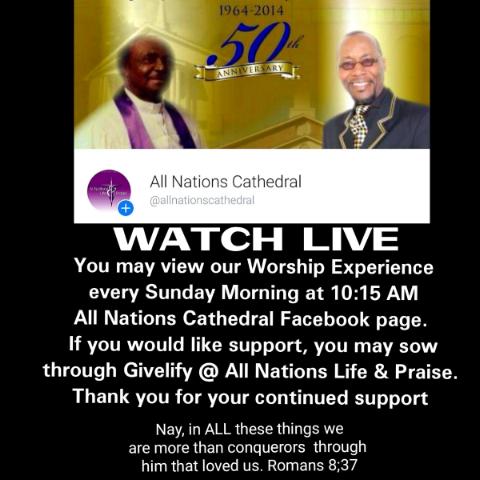 1964-2014
50th
ANNIVERSARY
All Nations Cathedral
@allnationscathedral
WATCH LIVE
You may view our Worship Experience
every Sunday Morning at 10:15 AM
All Nations Cathedral Facebook page.
If you would like support, you may sow
through Givelify @ All Nations Life & Praise.
Thank you for your continued support
Nay, in ALL these things we
are more than conquerors through
him that loved us. Romans 8;37